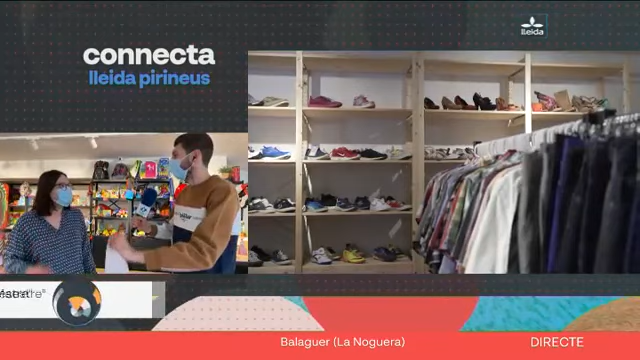 connecta
lleida pirineus
lleida
Balaguer (La Noguera)
DIRECTE